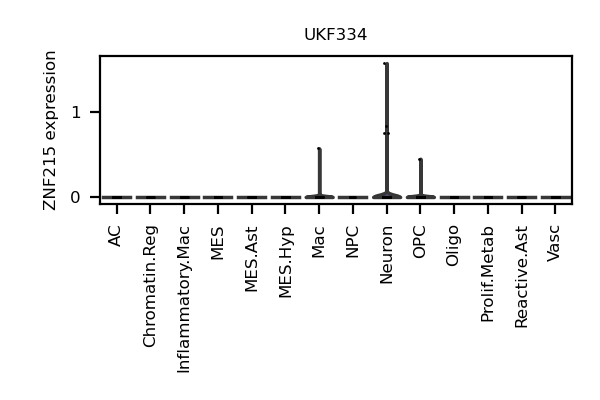 UKF334
ZNF215 expression
1
0
AC
Chromatin.Reg
Inflammatory.Mac
MES
MES.Ast
MES.Hyp
Mac
NPC
Neuron
OPC
Oligo
Prolif.Metab
Reactive.Ast
Vasc